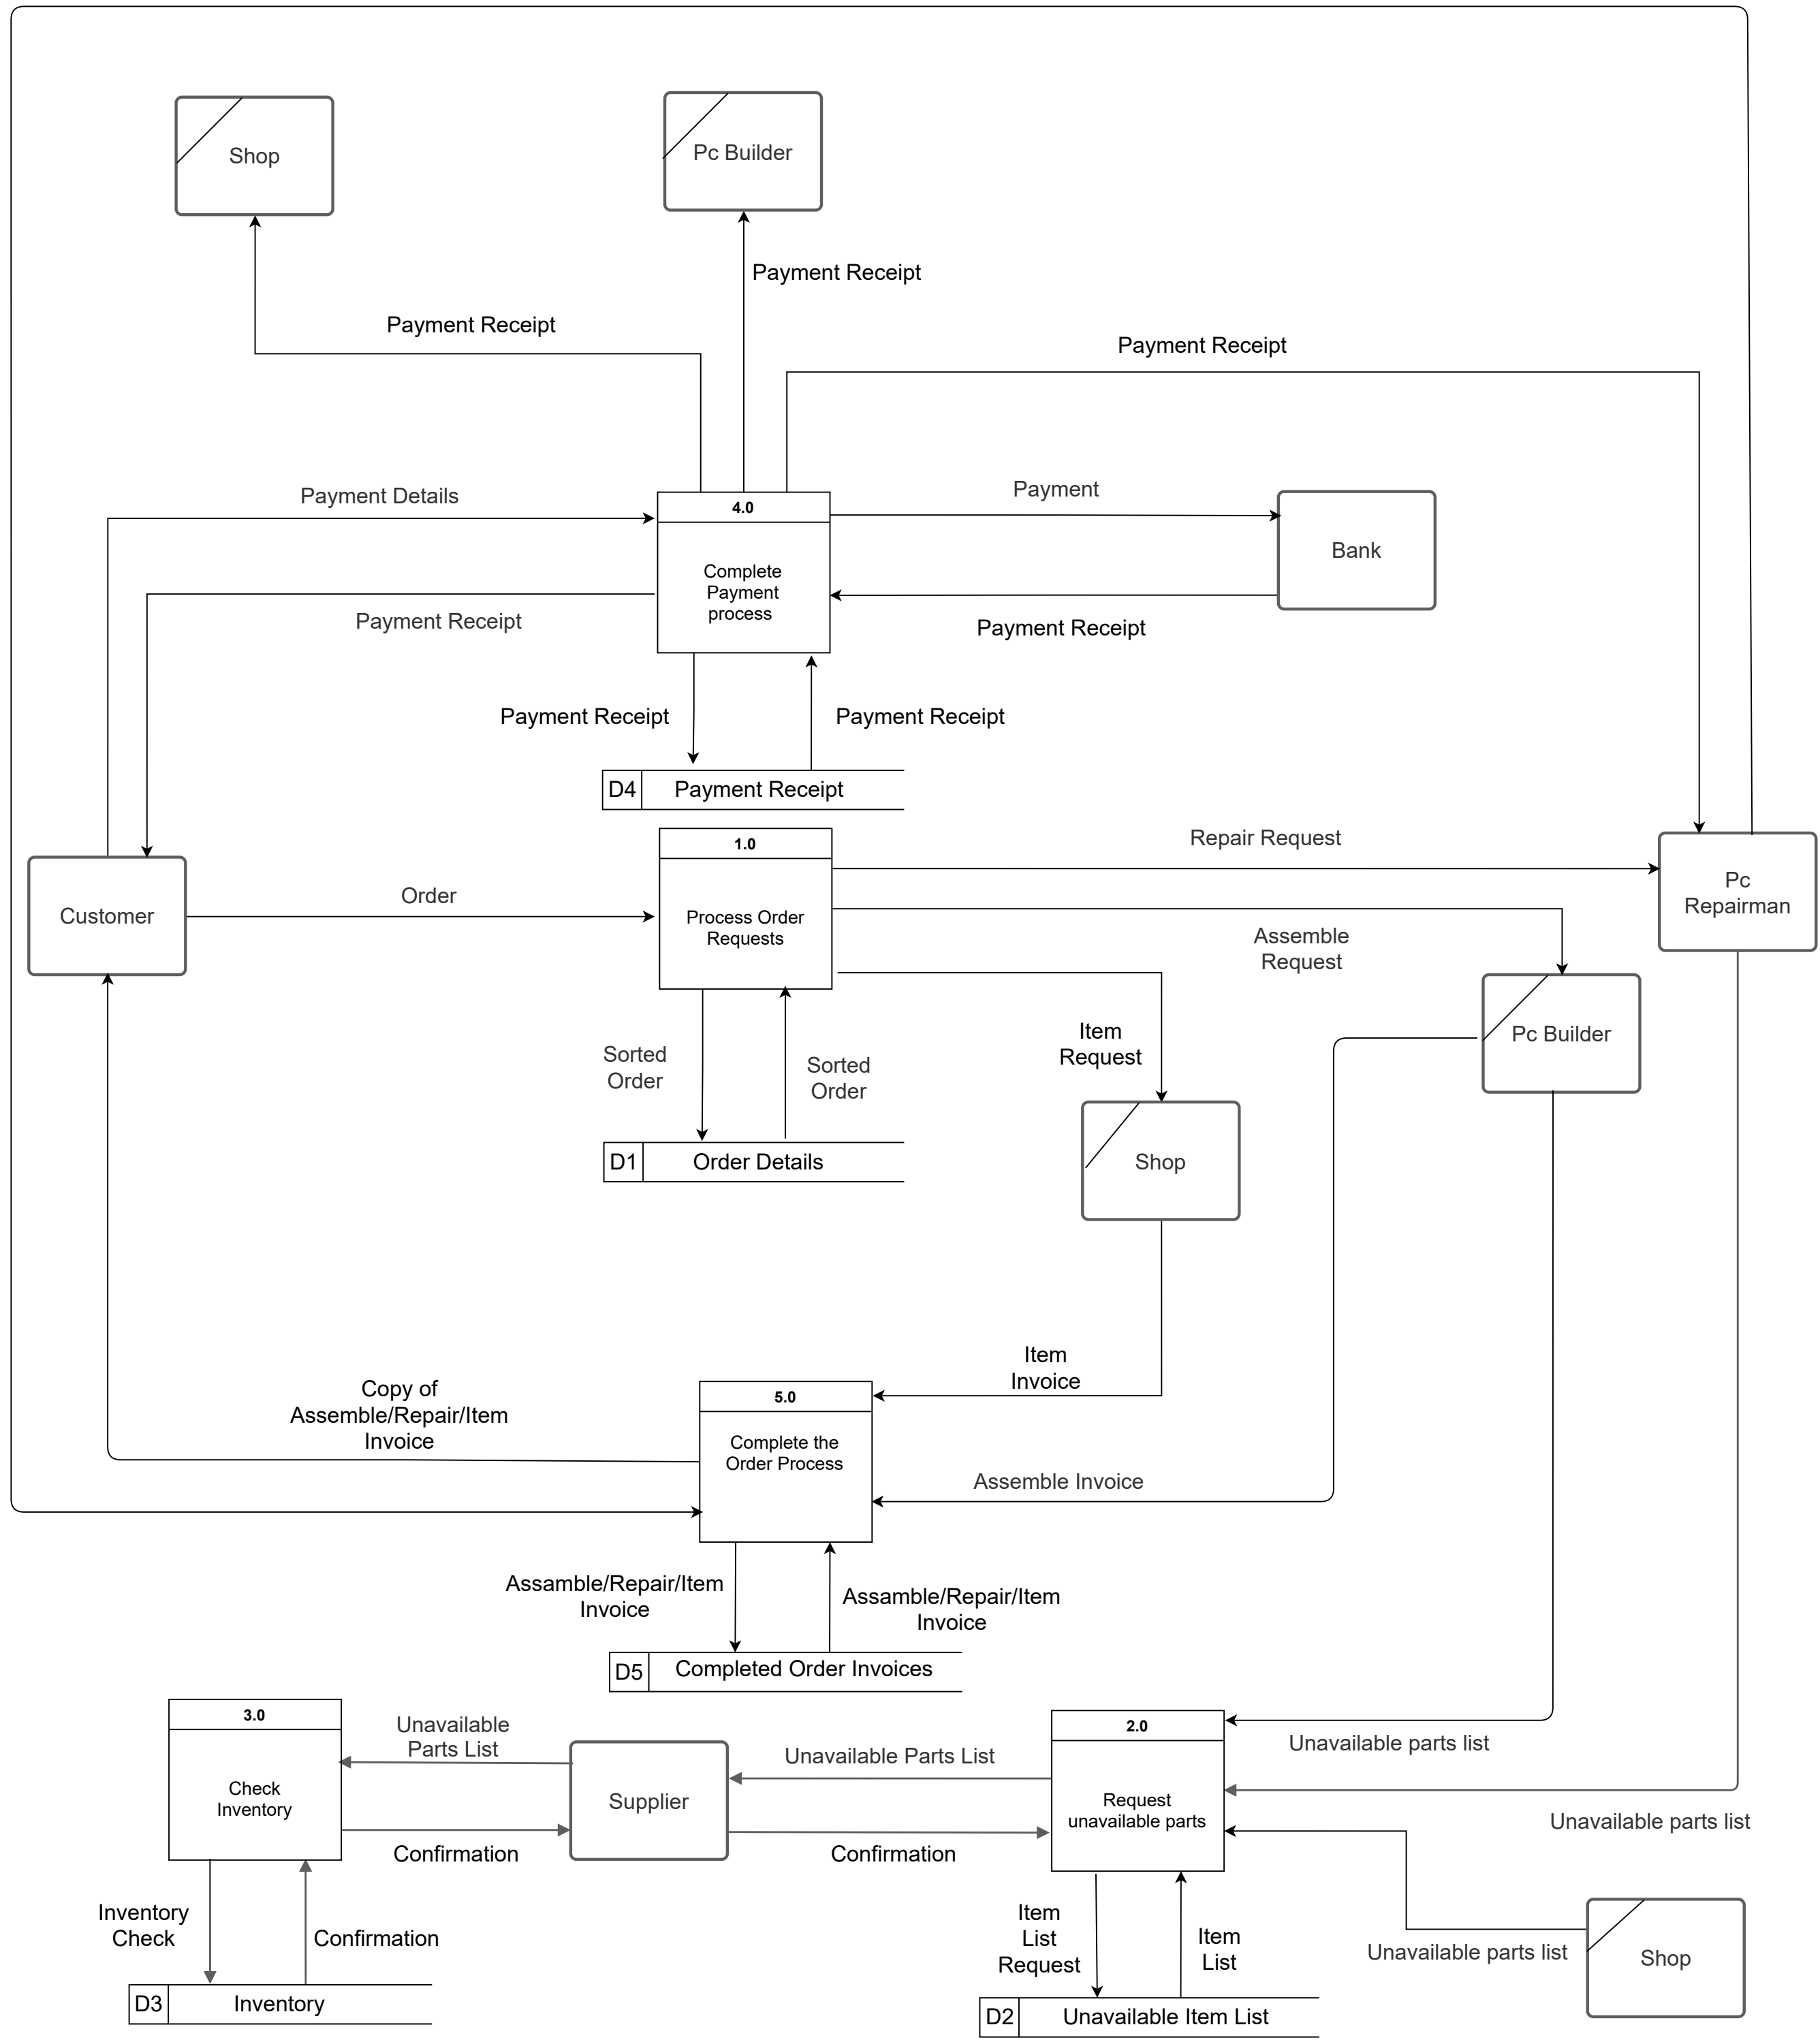 Shop
Pc Builder
Payment Receipt
Payment Receipt
Payment Receipt
Payment Details
4.0
Payment
Complete
Payment
process
Bank
Payment Receipt
Payment Receipt
Payment Receipt
Payment Receipt
D4
Payment Receipt
1.0
Repair Request
Customer
Order
Process Order
Requests
Pc
Repairman
Assemble
Request
Item
Request
Pc Builder
Sorted
Order
Sorted
Order
D1
Order Details
Shop
Item
Invoice
Copy of
Assemble/Repair/Item
Invoice
5.0
Complete the
Order Process
Assemble Invoice
Assamble/Repair/Item
Invoice
Assamble/Repair/Item
Invoice
D5
Completed Order Invoices
3.0
Unavailable
Parts List
Unavailable Parts List
2.0
Unavailable parts list
Check
Inventory
Supplier
Request
unavailable parts
Unavailable parts list
Confirmation
Confirmation
Inventory
Check
Confirmation
Item
List
Request
Item
List
Unavailable parts list
Shop
D3
Inventory
D2
Unavailable Item List